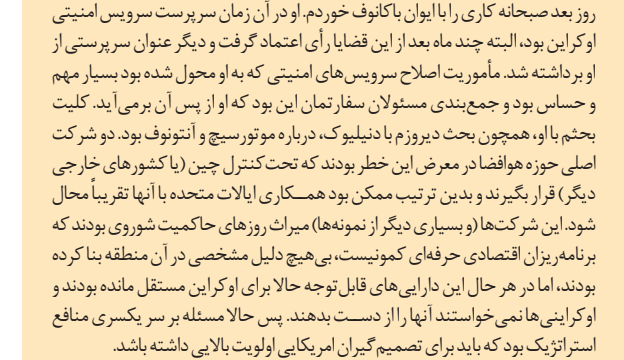 روز بعد صبحانه کاری را با ایوان باکانوف خوردم. او در آن زمان سرپرست سرویس امنیتی
اوکراین بود، البته چند ماه بعد از این قضایا رأی اعتماد گرفت و دیگر عنوان سرپرستی از
او برداشته شد. مأموریت اصلاح سرویس‌های امنیتی که به او محول شده بود بسیار مهم
و حساس بود و جمع‌بندی مسئولان سفارتمان این بود که او از پس آن برمی‌آید. کلیت
بحثم با او، همچون بحث دیروزم با دنیلیوک، درباره موتورسیچ و آنتونوف بود. دو شرکت
اصلی حوزه هوافضا در معرض این خطر بودند که تحت‌کنترل چین (یا کشورهای خارجی
دیگر) قرار بگیرند و بدین ترتیب ممکن بود همــکاری ایالات متحده با آنها تقریباً محال
شود. این شرکت‌ها (و بسیاری دیگر از نمونه‌ها) میراث روزهای حاکمیت شوروی بودند که
برنامه‌ریزان اقتصادی حرفه‌ای کمونیست، بی‌هیچ دلیل مشخصی در آن منطقه بنا کرده
بودند، اما در هر حال این دارایی‌های قابل‌توجه حالا برای اوکراین مستقل مانده بودند و
اوکراینی‌ها نمی‌خواستند آنها را از دســت بدهند. پس حالا مسئله بر سر یکسری منافع
استراتژیک بود که باید برای تصمیم‌گیران امریکایی اولویت بالایی داشته باشد.